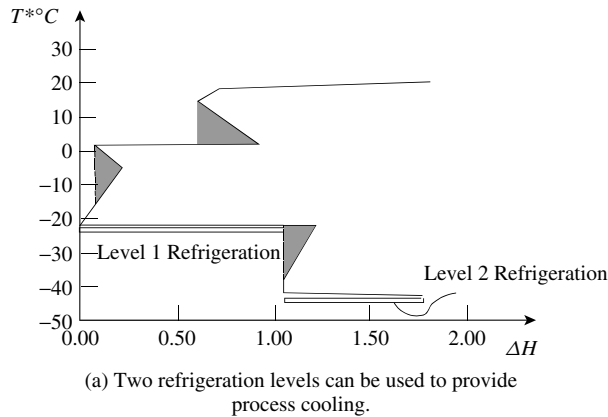 T*°C
30
20
10
0
−10
−20
−30
−40
−50
Level 1 Refrigeration
Level 2 Refrigeration
0.00 0.50 1.00 1.50 2.00
ΔH
(a) Two refrigeration levels can be used to provide
process cooling.